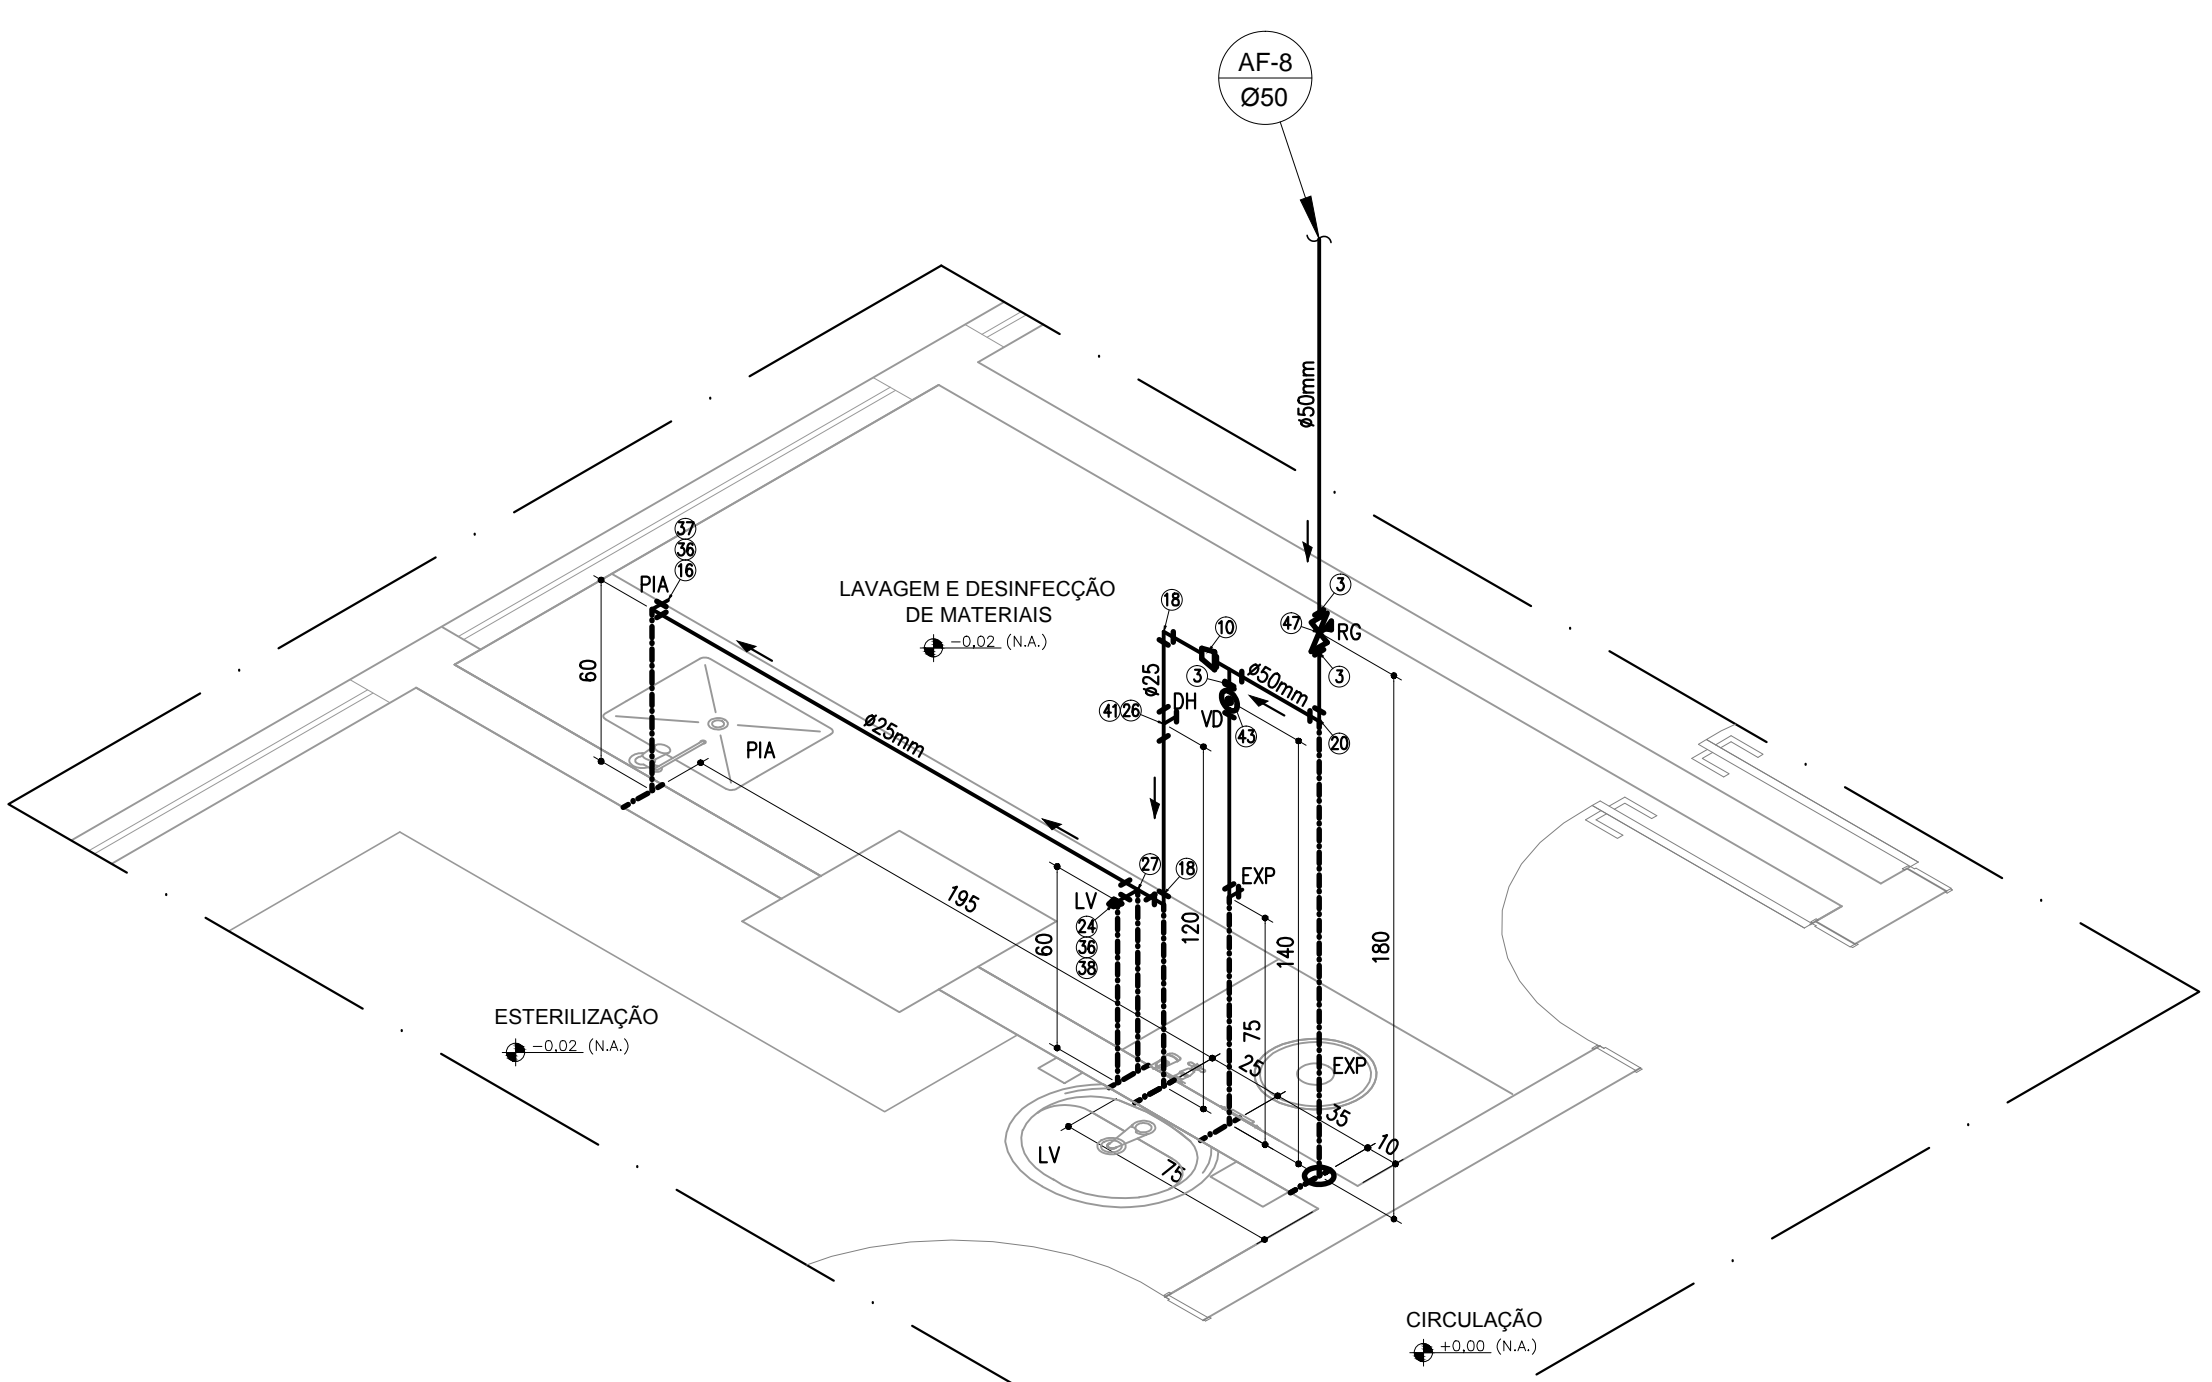 AF-8
Ø50
ø50mm
37
36
16
PIA
LAVAGEM E DESINFECÇÃO
DE MATERIAIS
-0,02 (N.A.)
18
10
3
47
RG
3
3
ø50mm
ø25
DH
VD
41
26
43
20
60
PIA
ø25mm
195
27
18
EXP
LV
24
36
38
60
120
75
140
180
ESTERILIZAÇÃO
-0,02 (N.A.)
25
EXP
35
10
LV
75
CIRCULAÇÃO
+0,00 (N.A.)